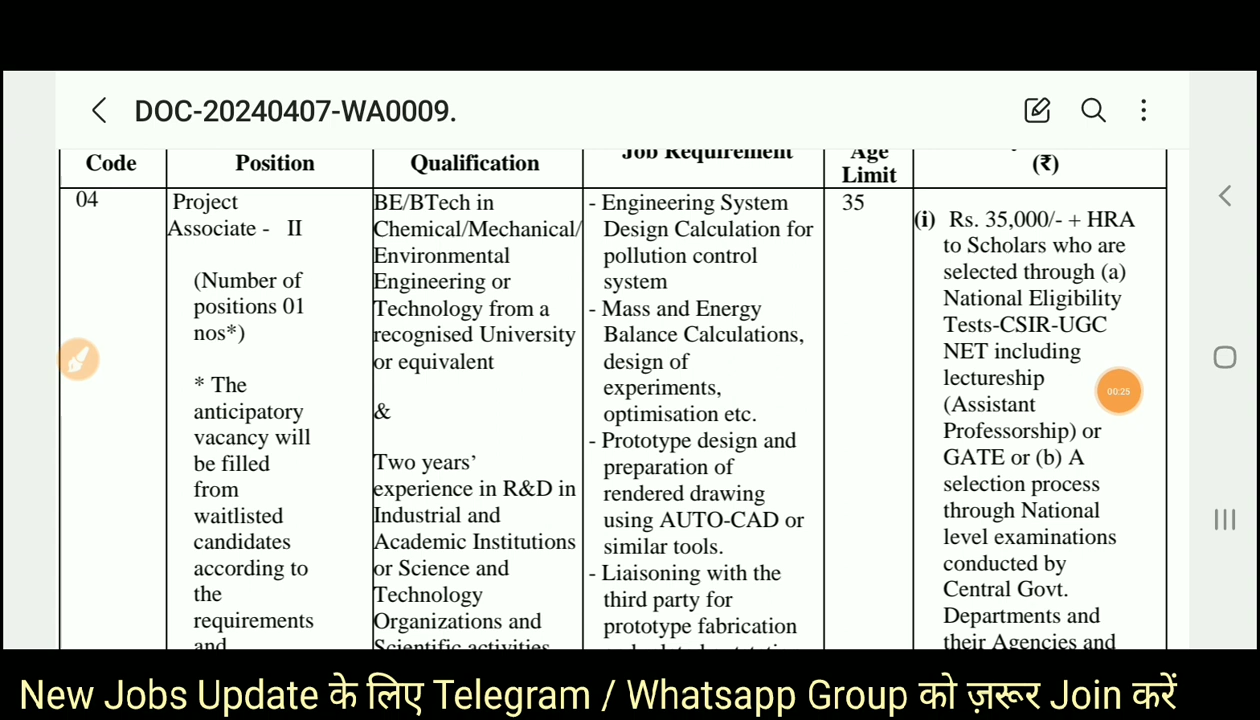 DOC-20240407-WA0009.
Code
Position
Qualification
Job Requirement
Age
Limit
(₹)
04
Project
Associate - II
(Number of
positions 01
nos*)
* The
anticipatory
vacancy will
be filled
from
waitlisted
candidates
according to
the
requirements
and
BE/BTech in
Chemical/Mechanical/
Environmental
Engineering or
Technology from a
recognised University
or equivalent
&
Two years’
experience in R&D in
Industrial and
Academic Institutions
or Science and
Technology
Organizations and
Scientific activities
- Engineering System
Design Calculation for
pollution control
system
- Mass and Energy
Balance Calculations,
design of
experiments,
optimisation etc.
- Prototype design and
preparation of
rendered drawing
using AUTO-CAD or
similar tools.
- Liaisoning with the
third party for
prototype fabrication
35
(i) Rs. 35,000/- + HRA
to Scholars who are
selected through (a)
National Eligibility
Tests-CSIR-UGC
NET including
lectureship
(Assistant
Professorship) or
GATE or (b) A
selection process
through National
level examinations
conducted by
Central Govt.
Departments and
their Agencies and
00:25
New Jobs Update के लिए Telegram / Whatsapp Group को ज़रूर Join करें